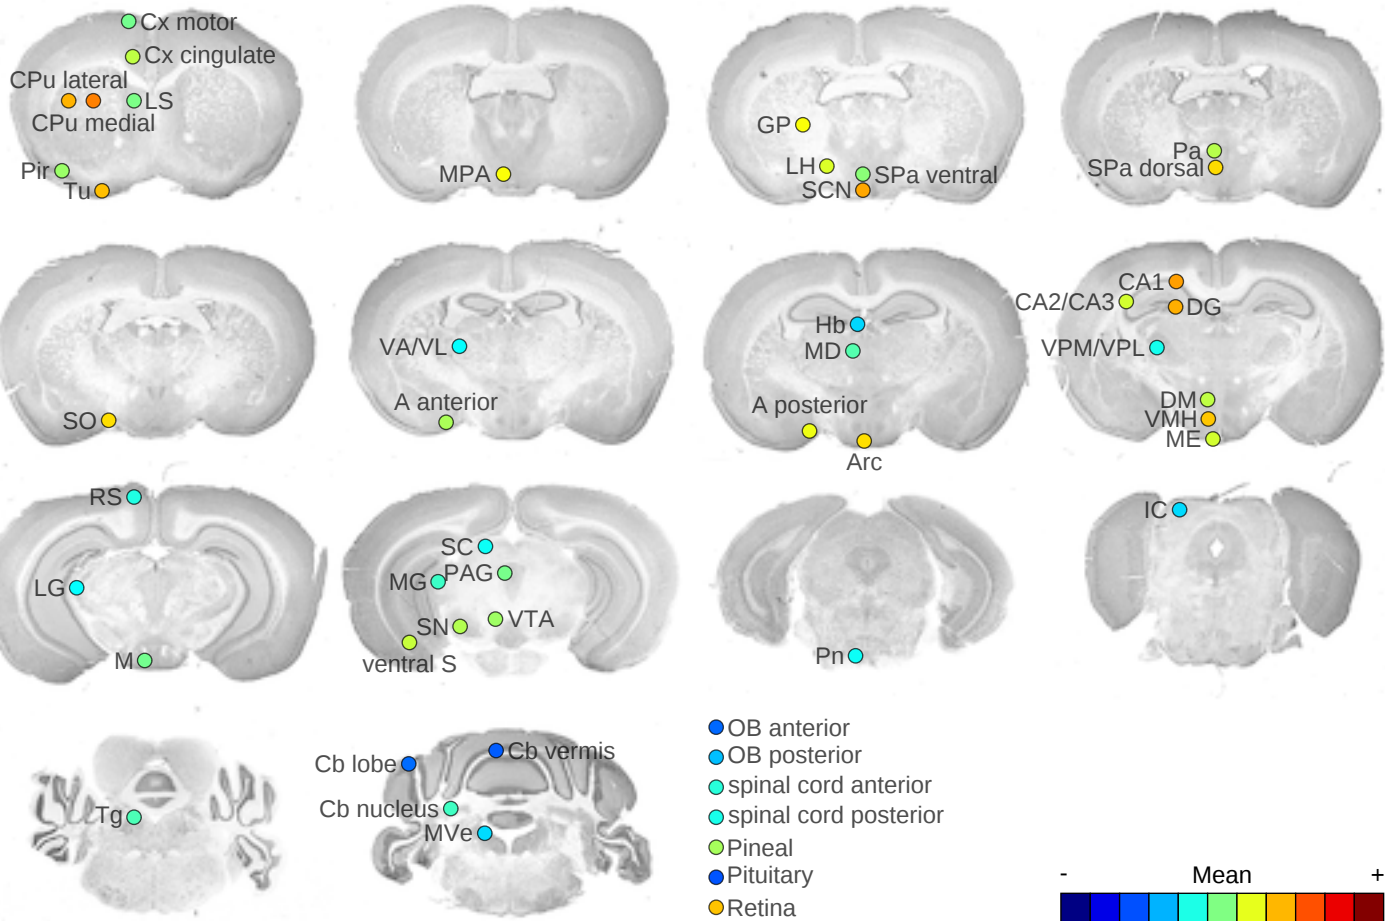 Cx motor
Cx cingulate
CPu lateral
LS
CPu medial
Pir
Tu
MPA
GP
LH
SPa ventral
SCN
Pa
SPa dorsal
SO
VA/VL
A anterior
Hb
MD
A posterior
Arc
CA1
CA2/CA3
DG
VPM/VPL
DM
VMH
ME
RS
LG
M
SC
MG
PAG
SN
VTA
ventral S
Pn
IC
Tg
Cb lobe
Cb vermis
Cb nucleus
MVe
OB anterior
OB posterior
spinal cord anterior
spinal cord posterior
Pineal
Pituitary
Retina
- Mean +